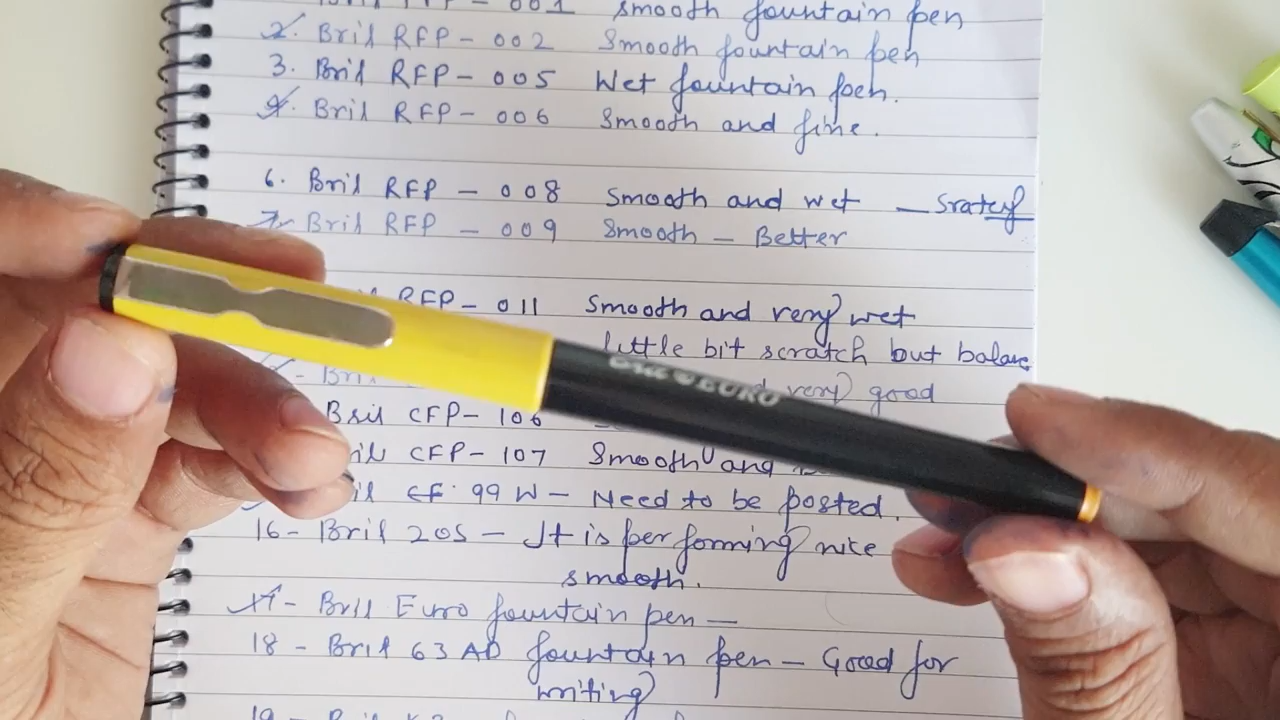 001 smooth fountain pen
2. Bril RFP - 002 Smooth fountain pen
3. Bril RFP - 005 Wet fountain pen.
4. Bril RFP - 006 Smooth and fine.
6. Bril RFP - 008 Smooth and wet -
7. Bril RFP - 009 Smooth - Better
RFP - 011 Smooth and very wet
little bit scratch but balanc
very good
Bril CFP - 106
CFP - 107 Smooth and
CF 99 W - Need to be posted.
16 - Bril 205 - It is performing nice
smooth.
17 - Bril Euro fountain pen -
18 - Bril 63 AD fountain pen - Good for
writing
EURO